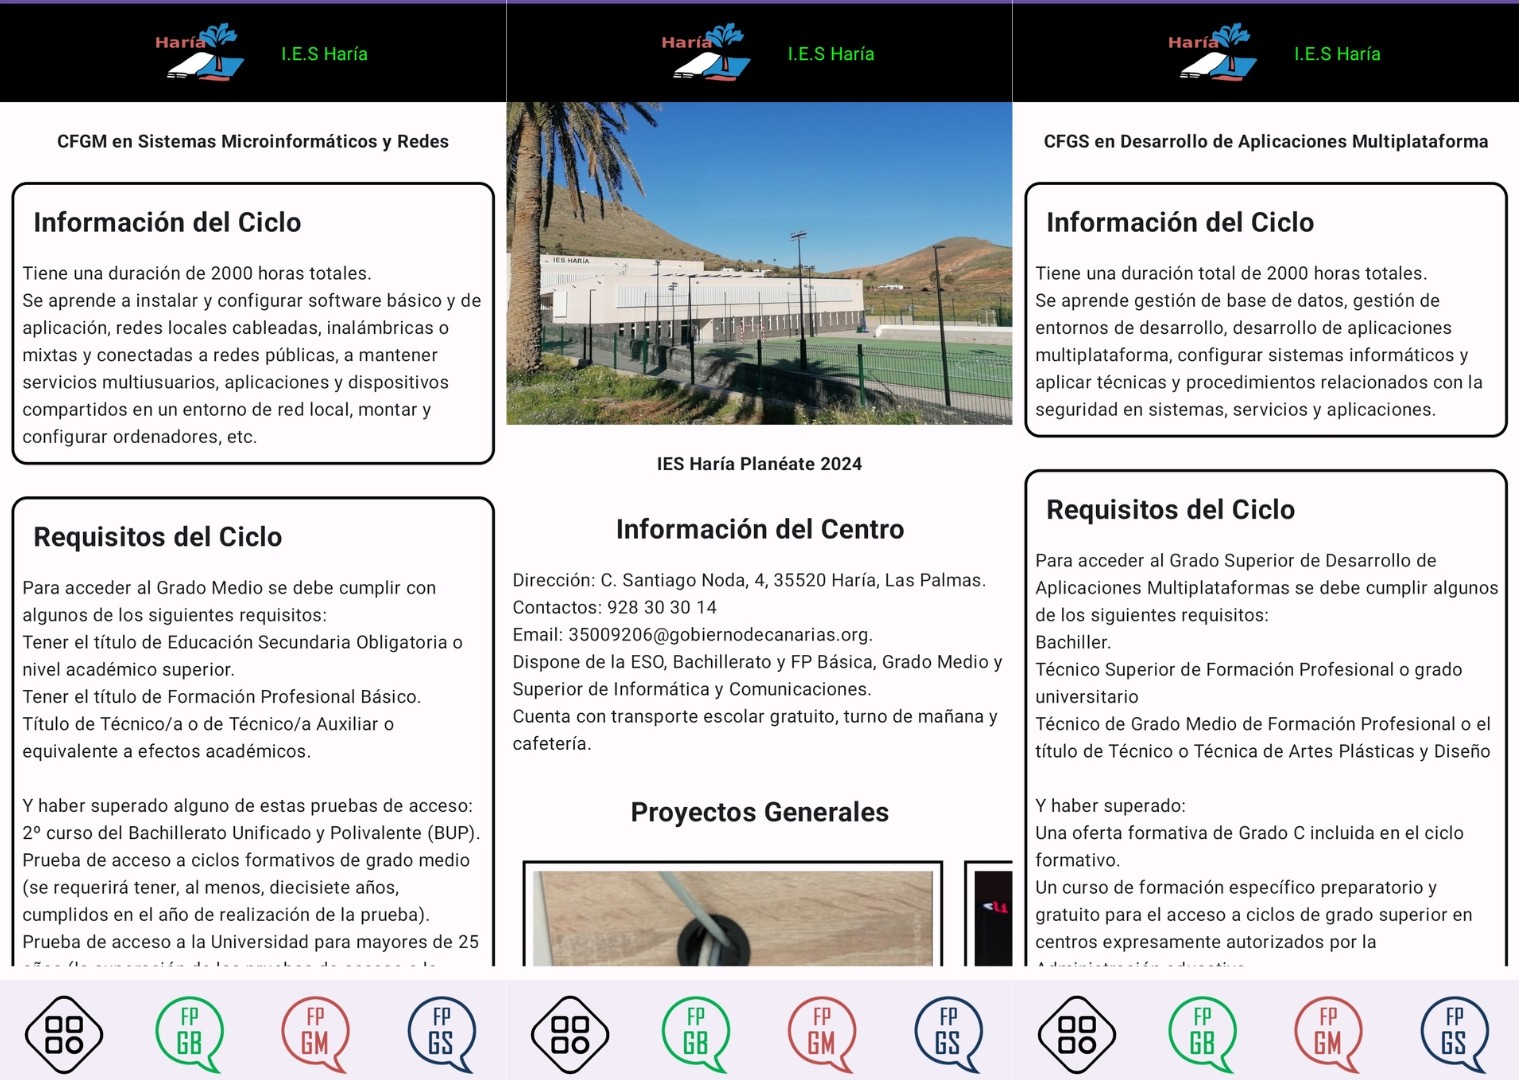 Haría
I.E.S Haría
CFGM en Sistemas Microinformáticos y Redes
Información del Ciclo
Tiene una duración de 2000 horas totales.
Se aprende a instalar y configurar software básico y de
aplicación, redes locales cableadas, inalámbricas o
mixtas y conectadas a redes públicas, a mantener
servicios multiusuarios, aplicaciones y dispositivos
compartidos en un entorno de red local, montar y
configurar ordenadores, etc.
Requisitos del Ciclo
Para acceder al Grado Medio se debe cumplir con
algunos de los siguientes requisitos:
Tener el título de Educación Secundaria Obligatoria o
nivel académico superior.
Tener el título de Formación Profesional Básico.
Título de Técnico/a o de Técnico/a Auxiliar o
equivalente a efectos académicos.
Y haber superado alguno de estas pruebas de acceso:
2º curso del Bachillerato Unificado y Polivalente (BUP).
Prueba de acceso a ciclos formativos de grado medio
(se requerirá tener, al menos, diecisiete años,
cumplidos en el año de realización de la prueba).
Prueba de acceso a la Universidad para mayores de 25
FP
GB
FP
GM
FP
GS
Haría
I.E.S Haría
IES HARÍA
IES Haría Planéate 2024
Información del Centro
Dirección: C. Santiago Noda, 4, 35520 Haría, Las Palmas.
Contactos: 928 30 30 14
Email: 35009206@gobiernodecanarias.org.
Dispone de la ESO, Bachillerato y FP Básica, Grado Medio y
Superior de Informática y Comunicaciones.
Cuenta con transporte escolar gratuito, turno de mañana y
cafetería.
Proyectos Generales
<li
FP
GB
FP
GM
FP
GS
Haría
I.E.S Haría
CFGS en Desarrollo de Aplicaciones Multiplataforma
Información del Ciclo
Tiene una duración total de 2000 horas totales.
Se aprende gestión de base de datos, gestión de
entornos de desarrollo, desarrollo de aplicaciones
multiplataforma, configurar sistemas informáticos y
aplicar técnicas y procedimientos relacionados con la
seguridad en sistemas, servicios y aplicaciones.
Requisitos del Ciclo
Para acceder al Grado Superior de Desarrollo de
Aplicaciones Multiplataformas se debe cumplir algunos
de los siguientes requisitos:
Bachiller.
Técnico Superior de Formación Profesional o grado
universitario
Técnico de Grado Medio de Formación Profesional o el
título de Técnico o Técnica de Artes Plásticas y Diseño
Y haber superado:
Una oferta formativa de Grado C incluida en el ciclo
formativo.
Un curso de formación específico preparatorio y
gratuito para el acceso a ciclos de grado superior en
centros expresamente autorizados por la
FP
GB
FP
GM
FP
GS